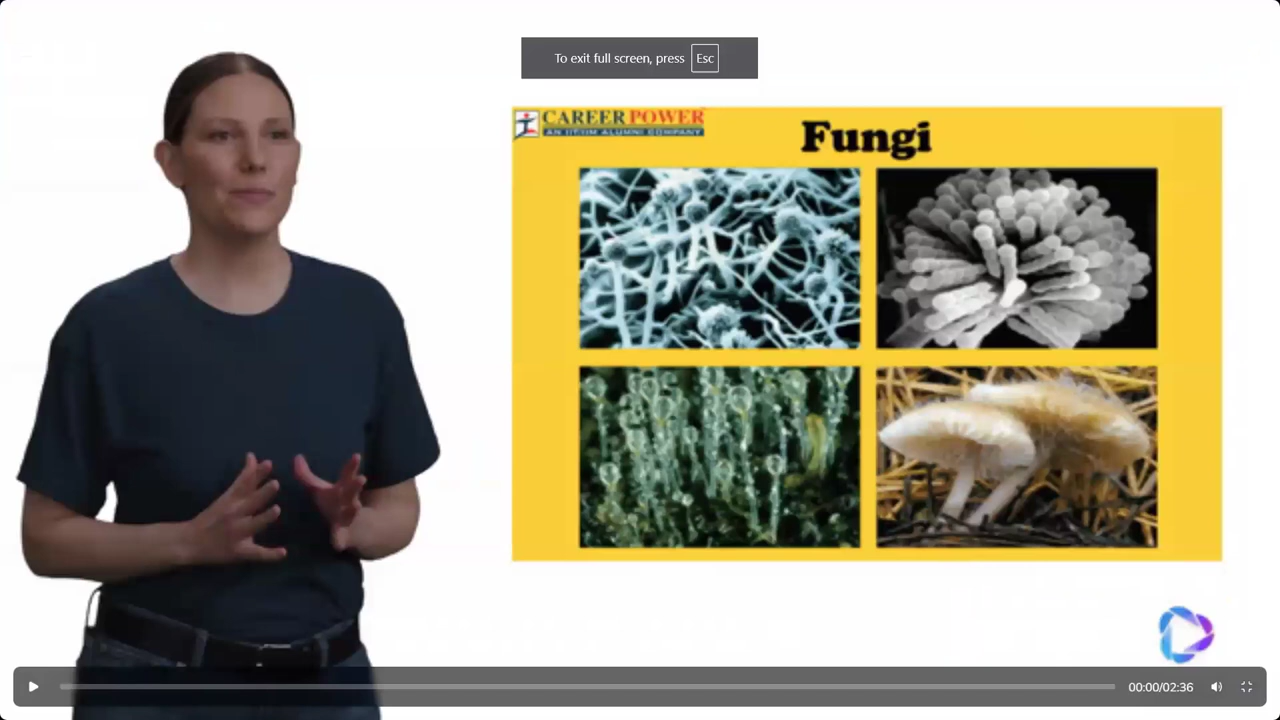 To exit full screen, press Esc
CAREER POWER
AN IIT/IIM ALUMNI COMPANY
Fungi
00:00/02:36